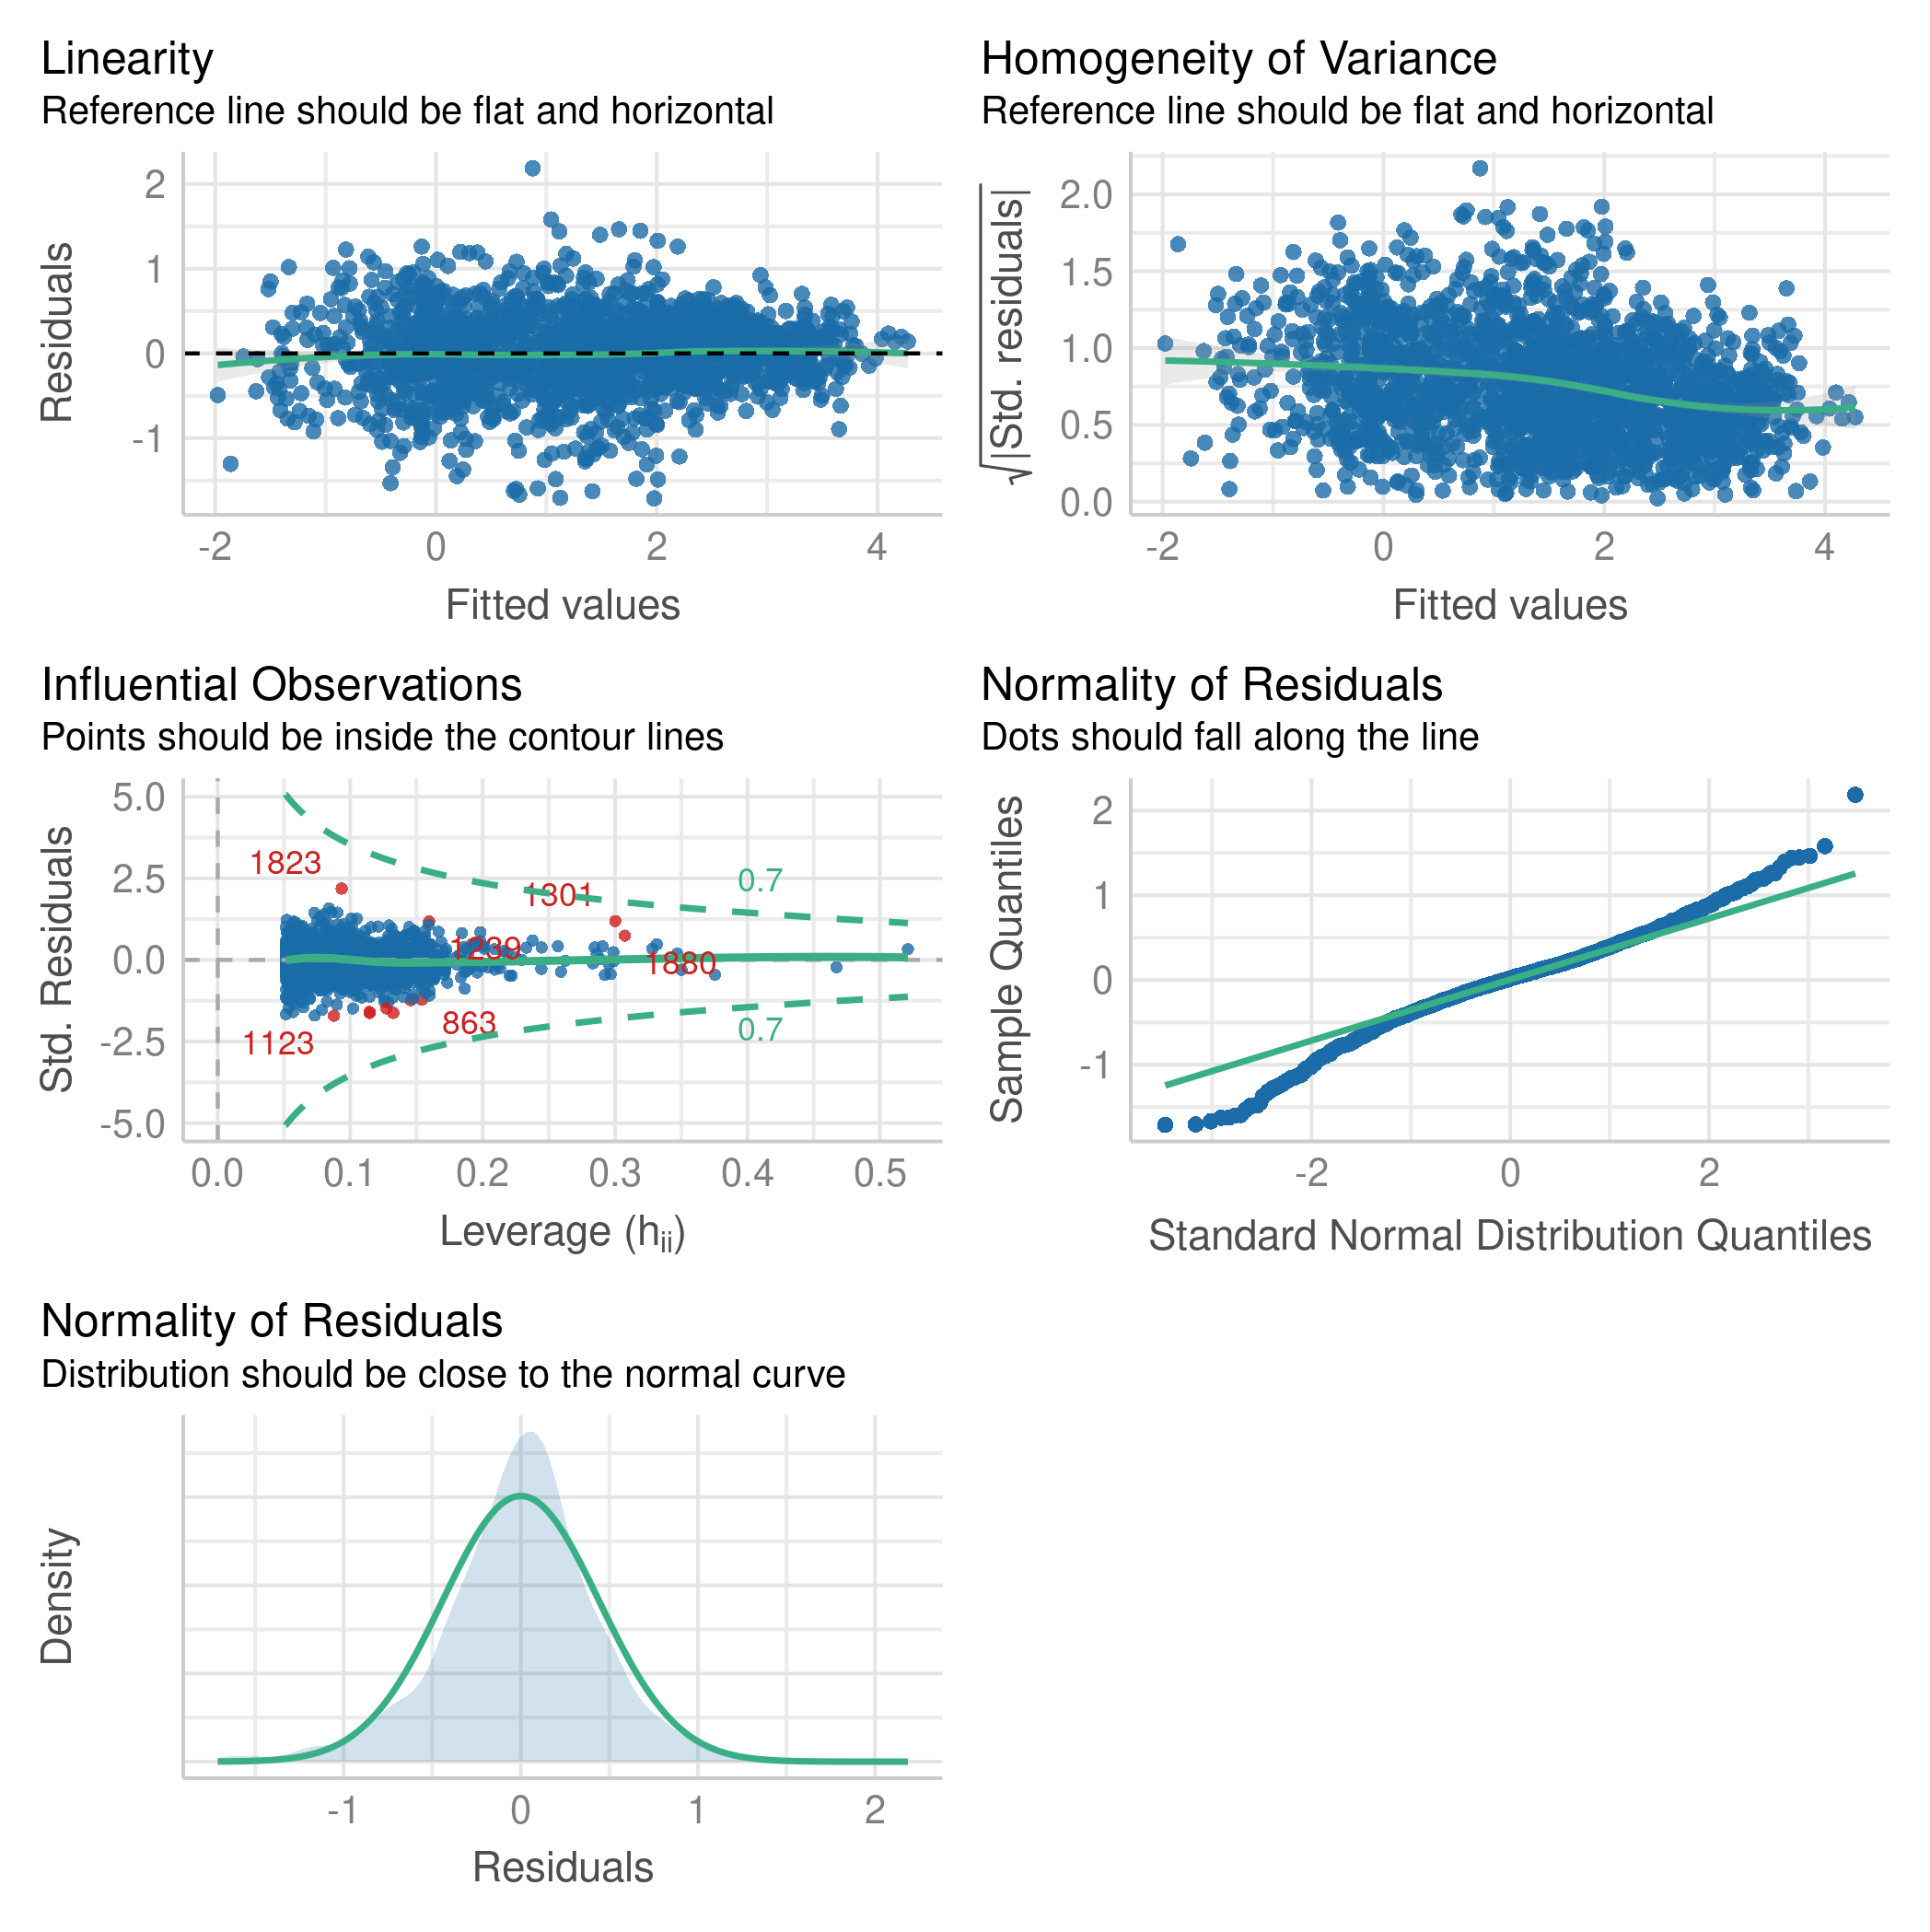 Linearity
Reference line should be flat and horizontal
2
1
0
-1
Residuals
-2 0 2 4
Fitted values
Homogeneity of Variance
Reference line should be flat and horizontal
2.0
1.5
1.0
0.5
0.0
√|Std. residuals|
-2 0 2 4
Fitted values
Influential Observations
Points should be inside the contour lines
5.0
2.5
0.0
-2.5
-5.0
Std. Residuals
1823
1301
0.7
1239
1880
863
1123
0.7
0.0 0.1 0.2 0.3 0.4 0.5
Leverage (hii)
Normality of Residuals
Dots should fall along the line
2
1
0
-1
Sample Quantiles
-2 0 2
Standard Normal Distribution Quantiles
Normality of Residuals
Distribution should be close to the normal curve
Density
-1 0 1 2
Residuals